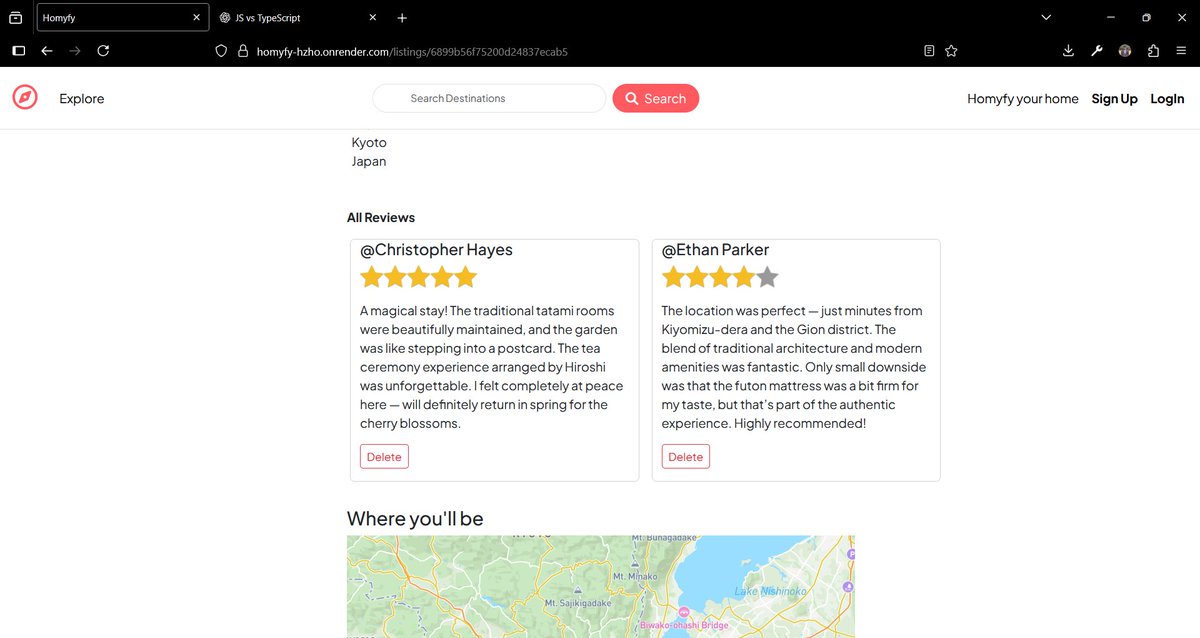 Homyfy
JS vs TypeScript
homyfy-hzho.onrender.com/listings/6899b56f75200d24837ecab5
Explore
Search Destinations
Search
Homyfy your home
Sign Up
LogIn
Kyoto
Japan
All Reviews
@Christopher Hayes
A magical stay! The traditional tatami rooms
were beautifully maintained, and the garden
was like stepping into a postcard. The tea
ceremony experience arranged by Hiroshi
was unforgettable. I felt completely at peace
here — will definitely return in spring for the
cherry blossoms.
Delete
@Ethan Parker
The location was perfect — just minutes from
Kiyomizu-dera and the Gion district. The
blend of traditional architecture and modern
amenities was fantastic. Only small downside
was that the futon mattress was a bit firm for
my taste, but that's part of the authentic
experience. Highly recommended!
Delete
Where you'll be
Mt. Bunagadake
Mt. Minako
Lake Nishinoko
Mt. Sajikigadake
Biwako-ohashi Bridge
P